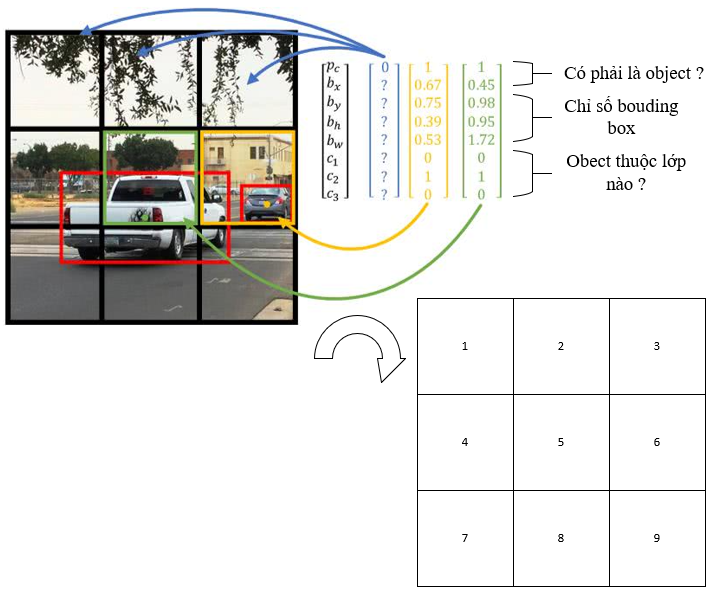 p_c 0 1 1
b_x ? 0.67 0.45
b_y ? 0.75 0.98
b_h ? 0.39 0.95
b_w ? 0.53 1.72
c_1 ? 0 0
c_2 ? 1 1
c_3 ? 0 0
Có phải là object ?
Chỉ số bouding
box
Obect thuộc lớp
nào ?
1 2 3
4 5 6
7 8 9